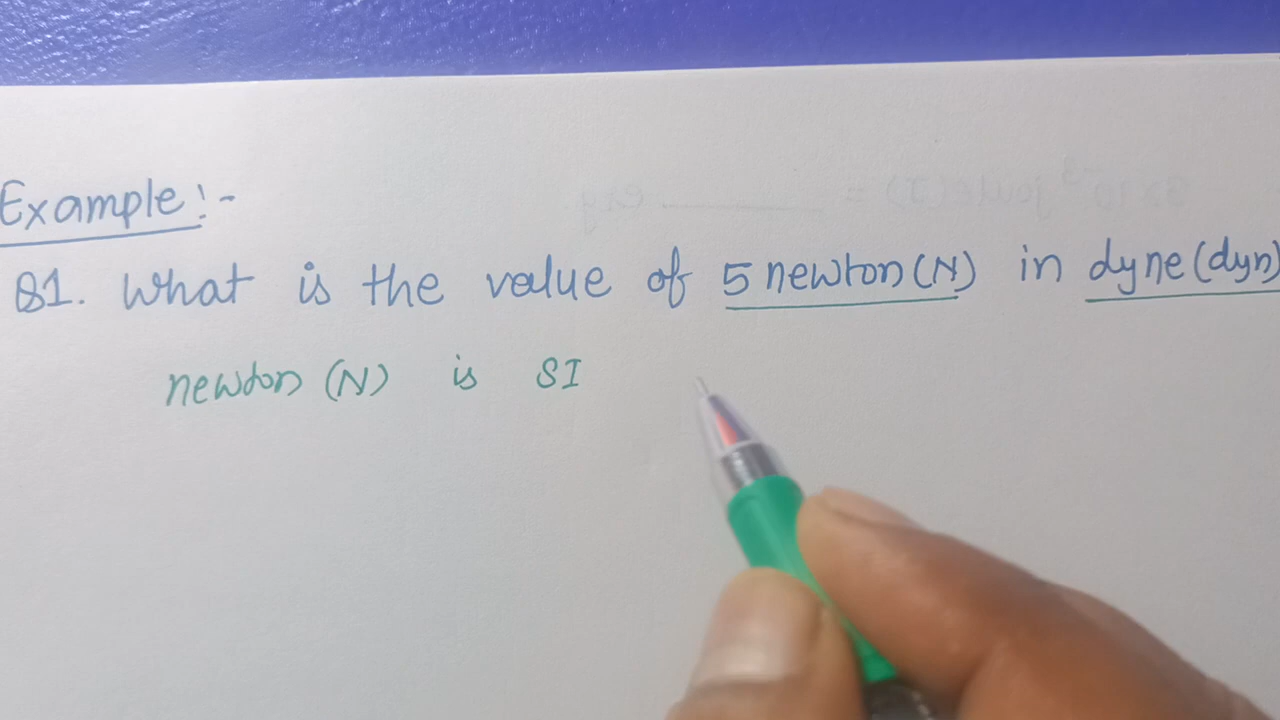 Example:-
Q1. What is the value of 5 newton (N) in dyne (dyn)
newton (N) is SI